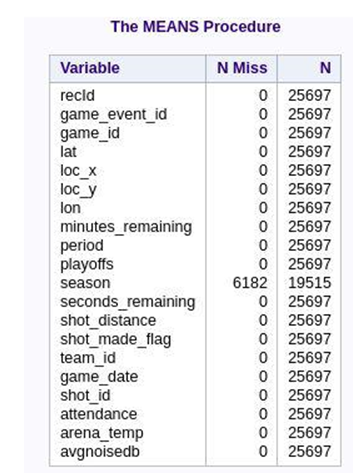 The MEANS Procedure
Variable N Miss N
recId 0 25697
game_event_id 0 25697
game_id 0 25697
lat 0 25697
loc_x 0 25697
loc_y 0 25697
lon 0 25697
minutes_remaining 0 25697
period 0 25697
playoffs 0 25697
season 6182 19515
seconds_remaining 0 25697
shot_distance 0 25697
shot_made_flag 0 25697
team_id 0 25697
game_date 0 25697
shot_id 0 25697
attendance 0 25697
arena_temp 0 25697
avgnoisedb 0 25697